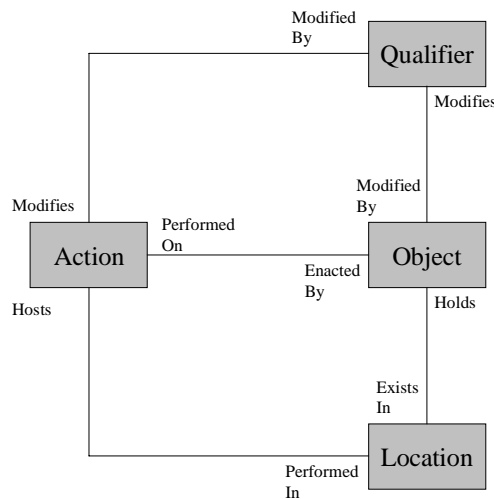 Modified
By
Qualifier
Modifies
Modified
By
Modifies
Performed
On
Action
Object
Enacted
By
Hosts
Holds
Exists
In
Location
Performed
In